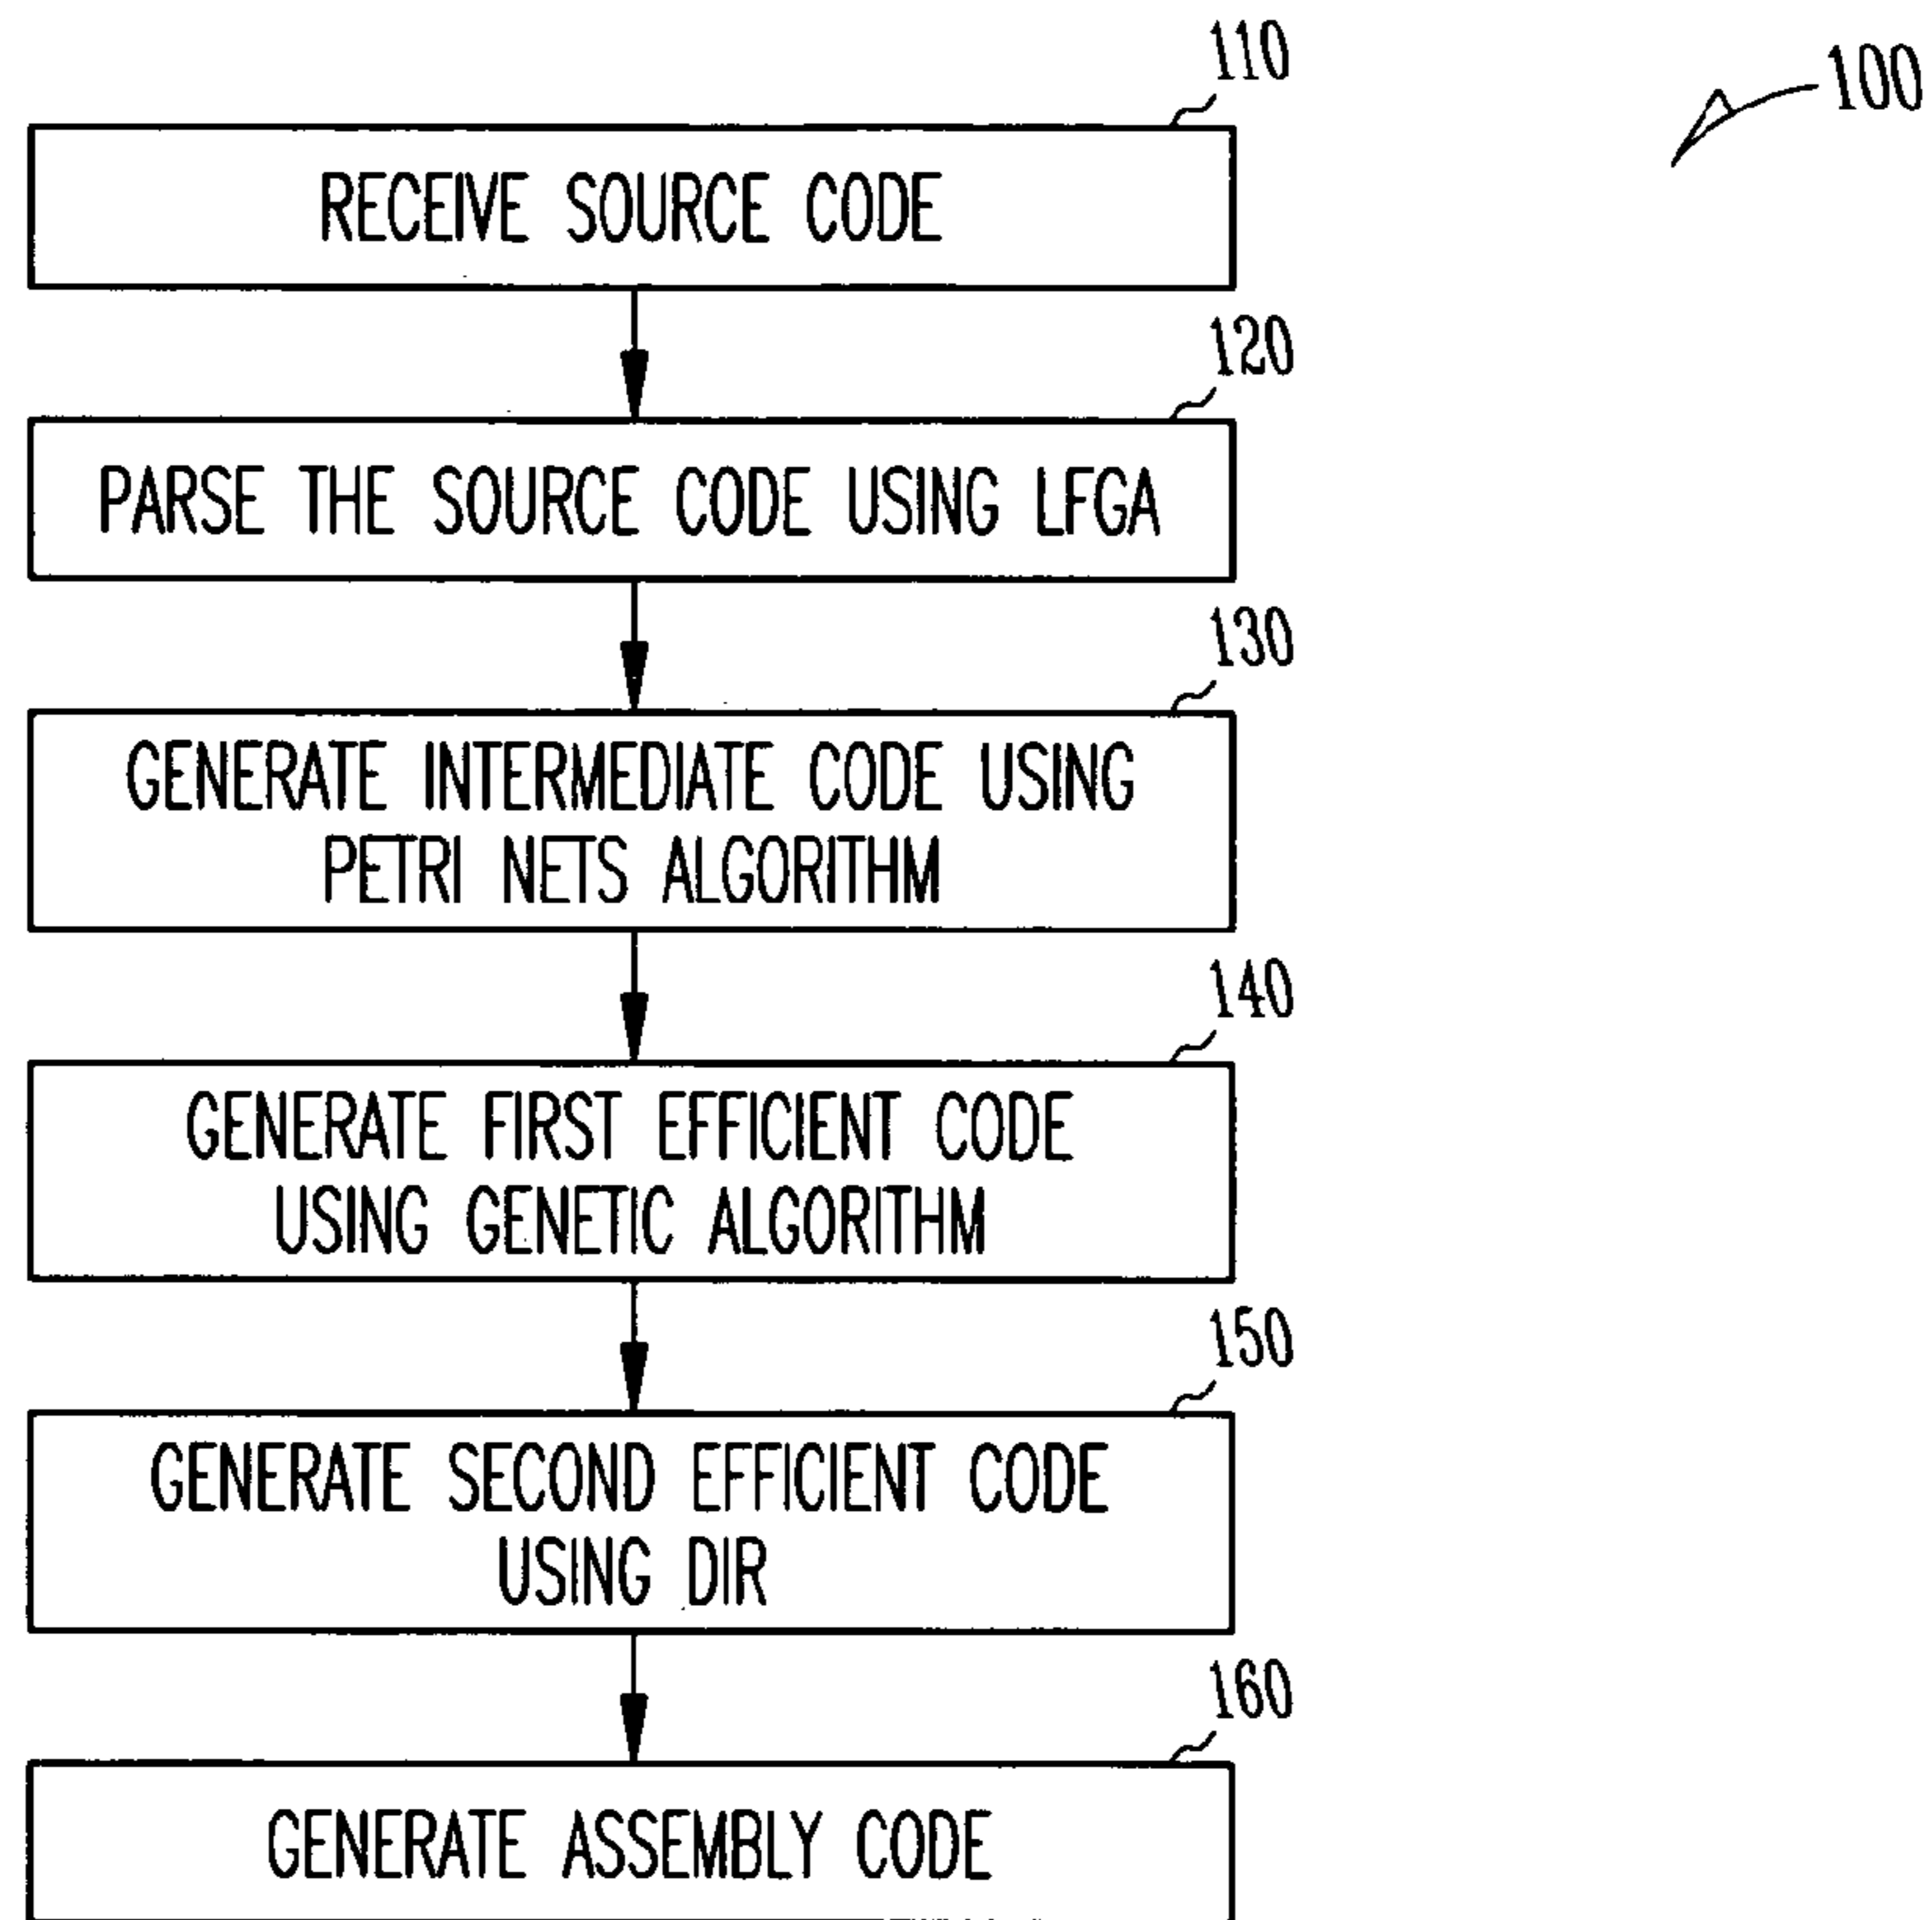 110
100
RECEIVE SOURCE CODE
120
PARSE THE SOURCE CODE USING LFGA
130
GENERATE INTERMEDIATE CODE USING
PETRI NETS ALGORITHM
140
GENERATE FIRST EFFICIENT CODE
USING GENETIC ALGORITHM
150
GENERATE SECOND EFFICIENT CODE
USING DIR
160
GENERATE ASSEMBLY CODE